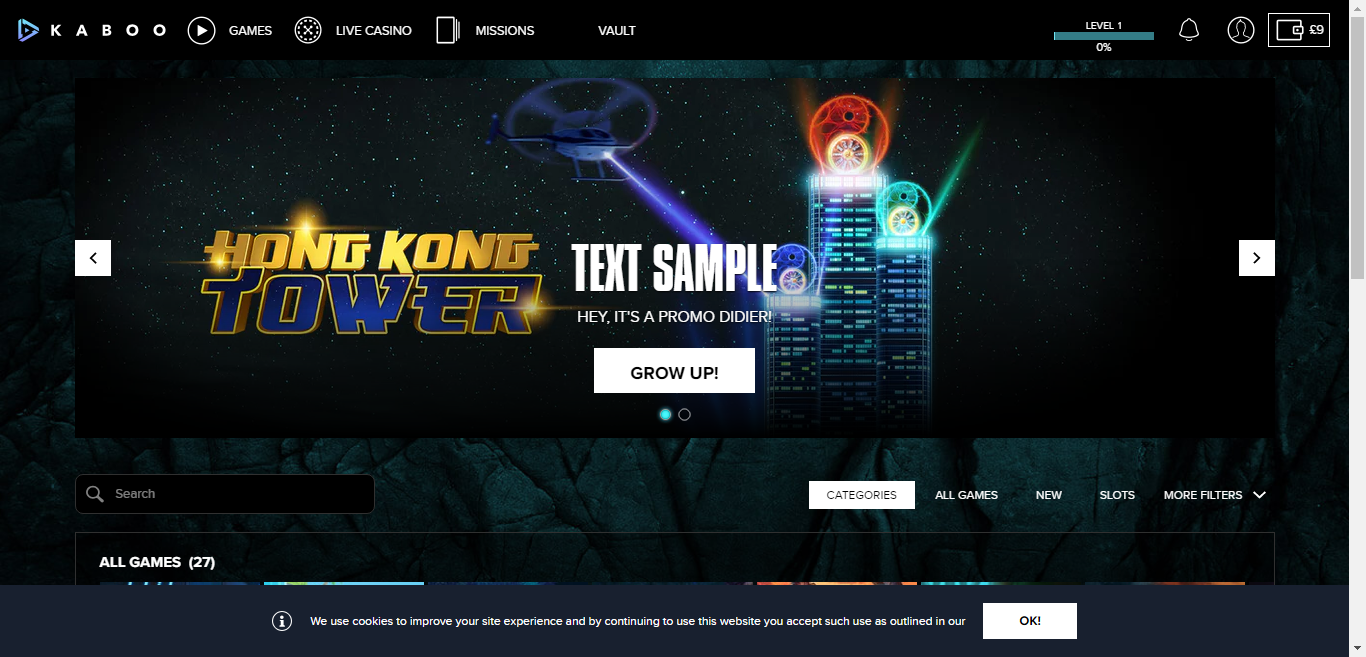 KABOO
GAMES
LIVE CASINO
MISSIONS
VAULT
LEVEL 1
0%
£9
HONG KONG
TOWER
TEXT SAMPLE
HEY, IT'S A PROMO DIDIER!
GROW UP!
Search
CATEGORIES
ALL GAMES
NEW
SLOTS
MORE FILTERS
ALL GAMES (27)
We use cookies to improve your site experience and by continuing to use this website you accept such use as outlined in our
OK!